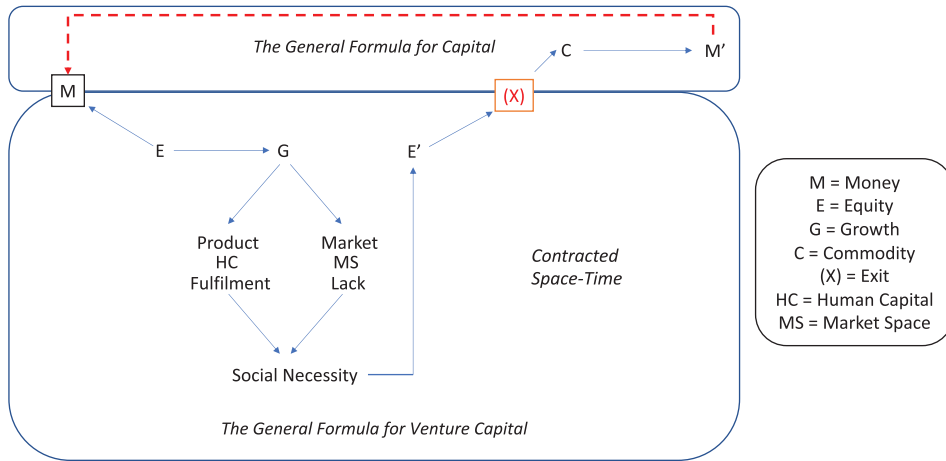 The General Formula for Capital
C
M’
M
(X)
E
G
E’
Product
HC
Fulfilment
Market
MS
Lack
Contracted
Space-Time
Social Necessity
The General Formula for Venture Capital
M = Money
E = Equity
G = Growth
C = Commodity
(X) = Exit
HC = Human Capital
MS = Market Space